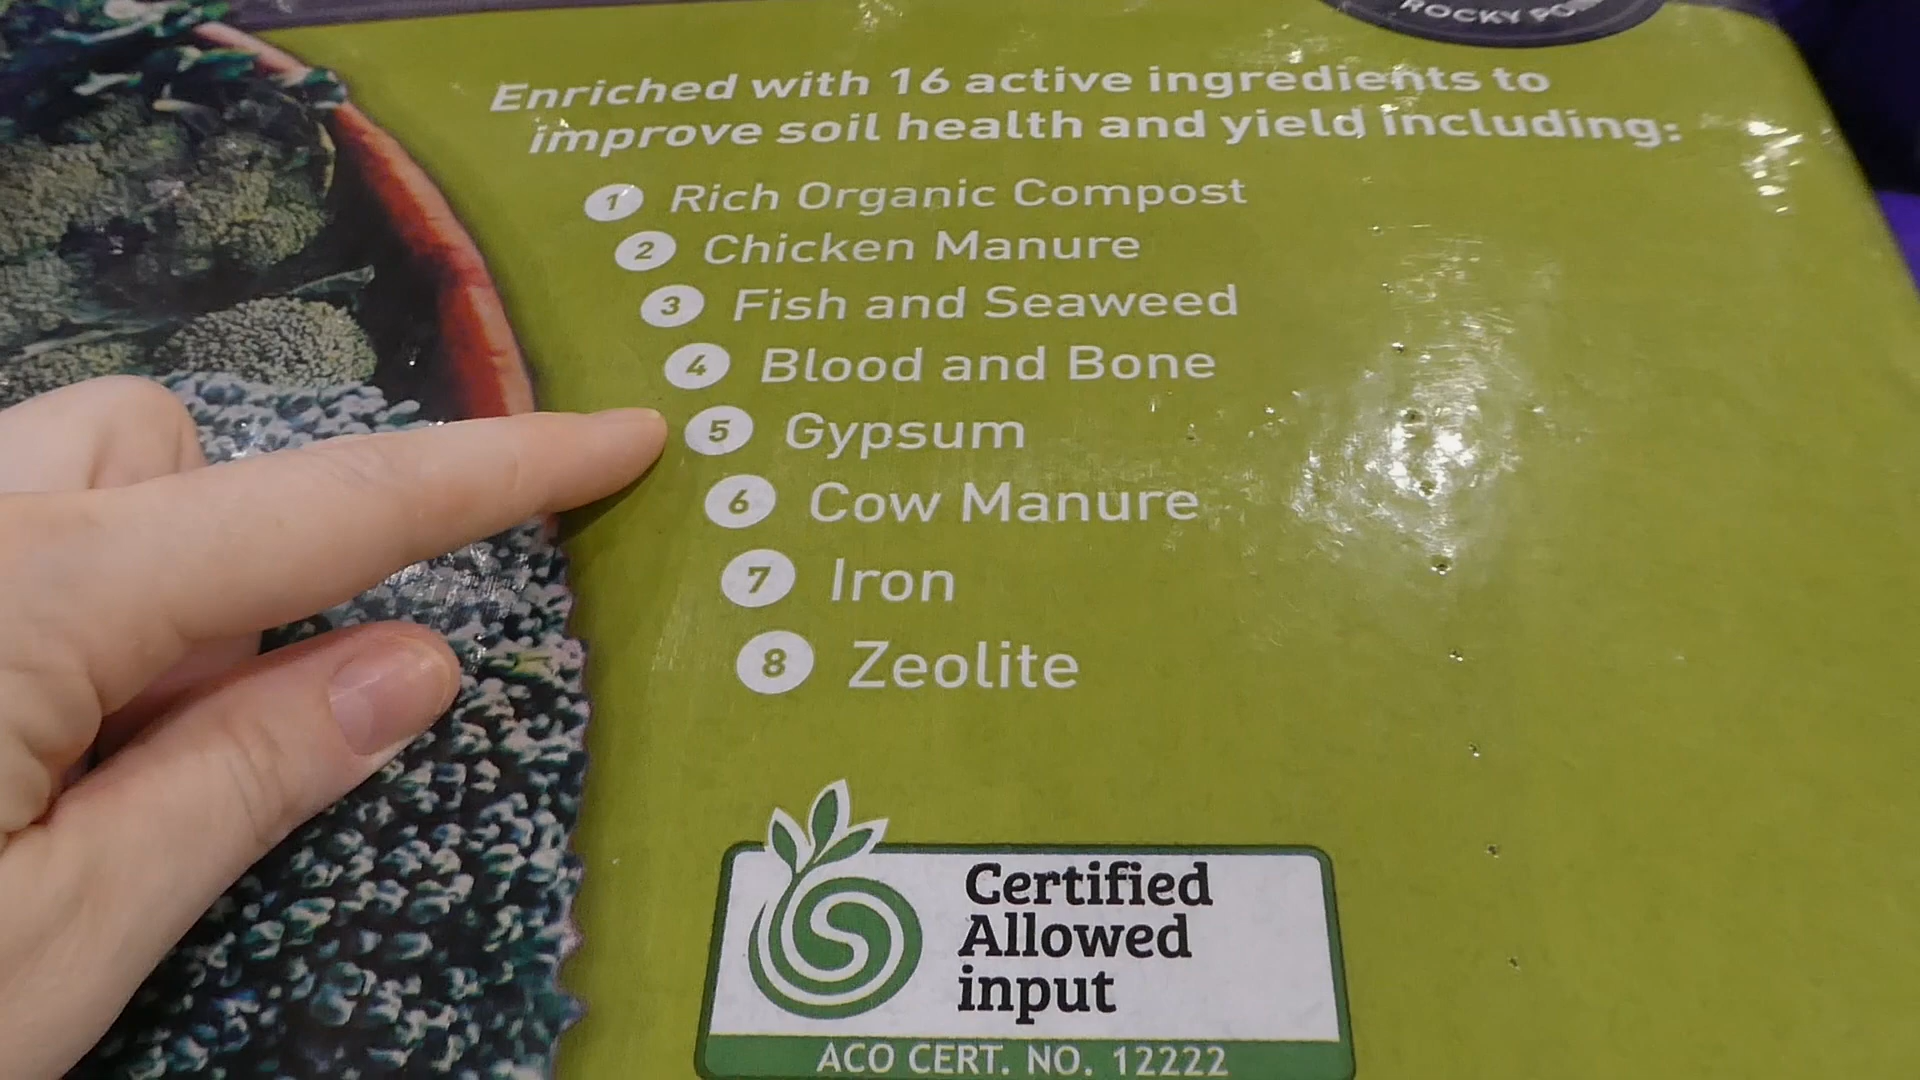 ROCKY
Enriched with 16 active ingredients to
improve soil health and yield including:
1 Rich Organic Compost
2 Chicken Manure
3 Fish and Seaweed
4 Blood and Bone
5 Gypsum
6 Cow Manure
7 Iron
8 Zeolite
Certified
Allowed
input
ACO CERT. NO. 12222